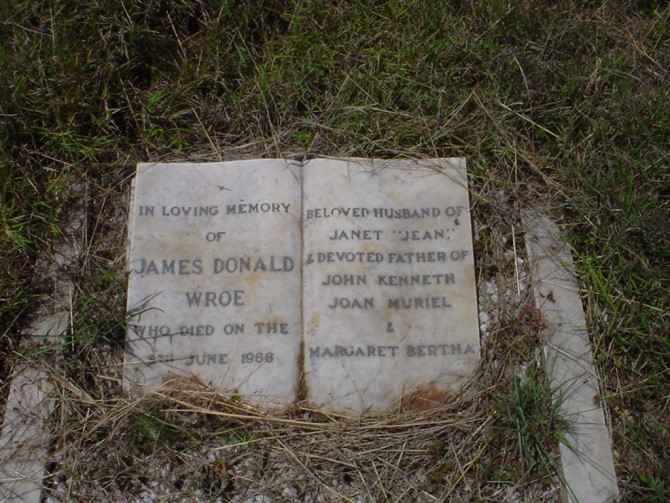 IN LOVING MEMORY
OF
JAMES DONALD
WROE
WHO DIED ON THE
JUNE 1966
BELOVED HUSBAND OF
JANET "JEAN",
& DEVOTED FATHER OF
JOHN KENNETH
JOAN MURIEL
&
MARGARET BERTHA